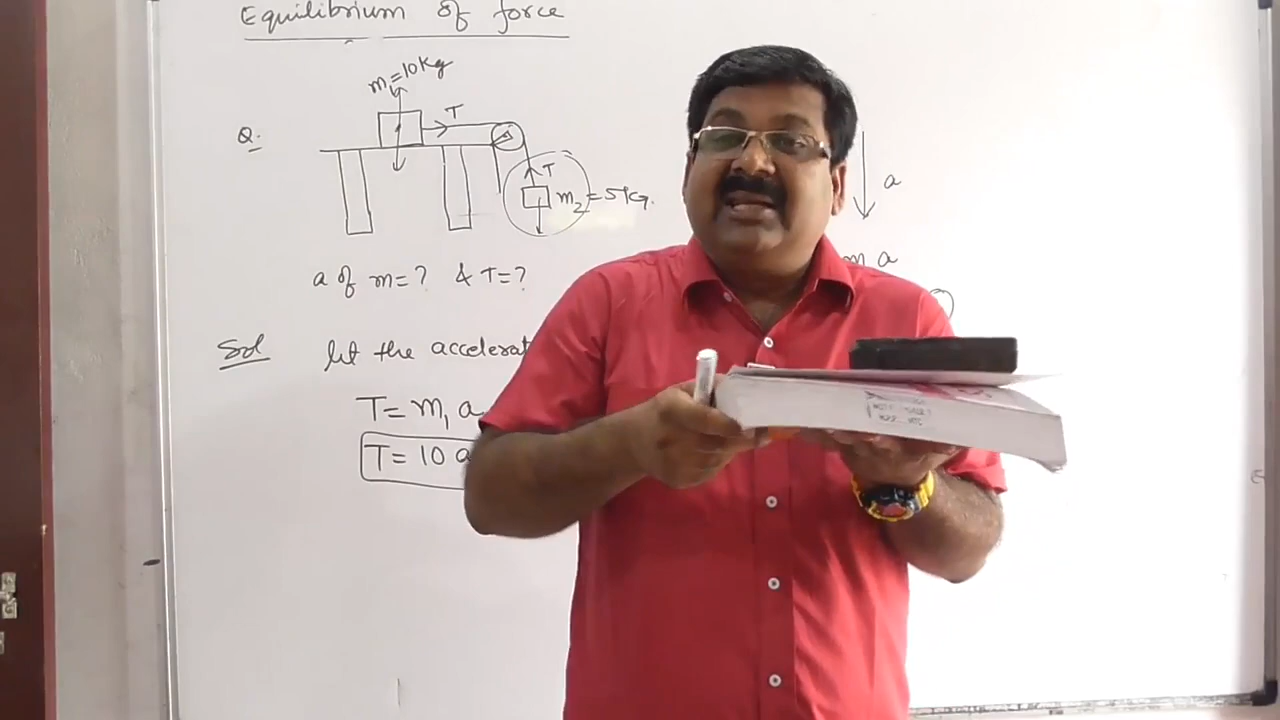 Equilibrium of force
m=10kg
Q.
T
T
m₂=5kg.
a
a of m=? & T=?
m a
Sol let the accelerat
T= m₁ a
T= 10 a